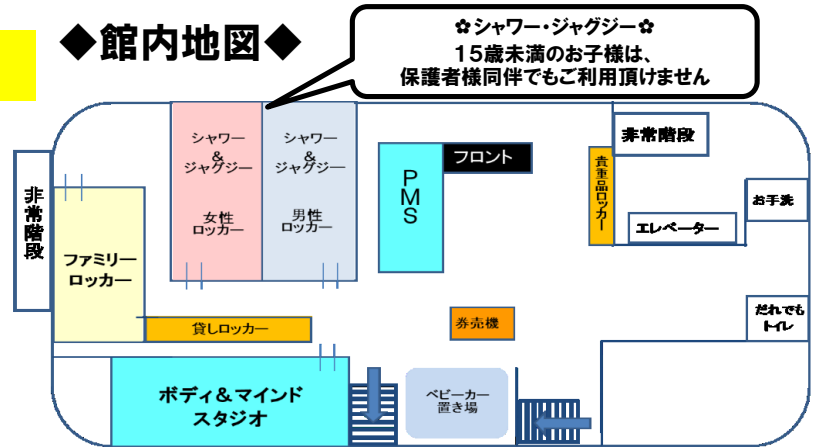 ◆館内地図◆
✿シャワー・ジャグジー✿
15歳未満のお子様は、
保護者様同伴でもご利用頂けません
非常階段
ファミリー
ロッカー
シャワー
&
ジャグジー
女性
ロッカー
シャワー
&
ジャグジー
男性
ロッカー
PMS
フロント
貴重品ロッカー
非常階段
エレベーター
お手洗
だれでも
トイレ
貸しロッカー
券売機
ボディ&マインド
スタジオ
ベビーカー
置き場